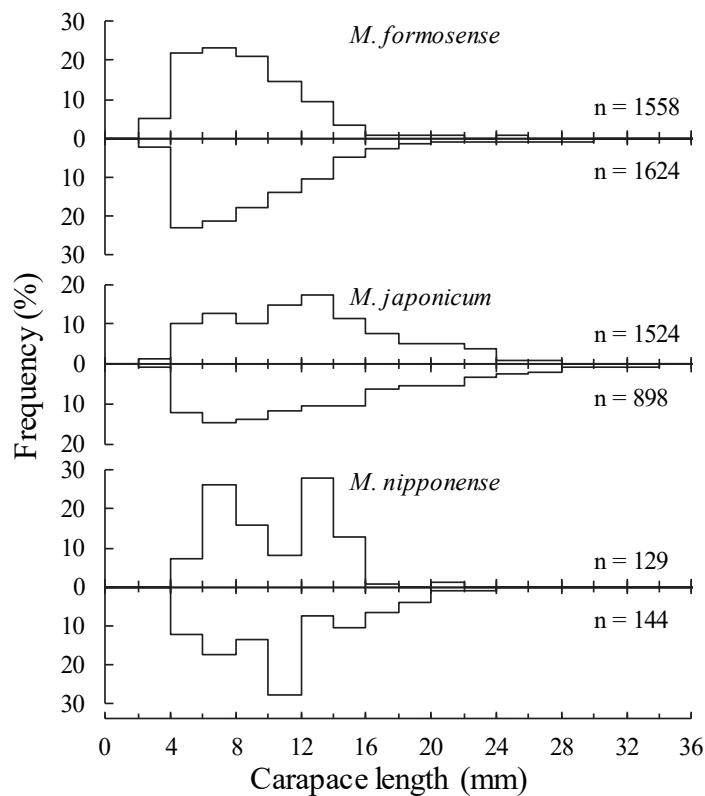 30
M. formosense
20
10
n = 1558
0
10
n = 1624
20
30
20
M. japonicum
10
n = 1524
0
10
n = 898
20
30
M. nipponense
20
10
n = 129
0
10
n = 144
20
30
Frequency (%)
0 4 8 12 16 20 24 28 32 36
Carapace length (mm)